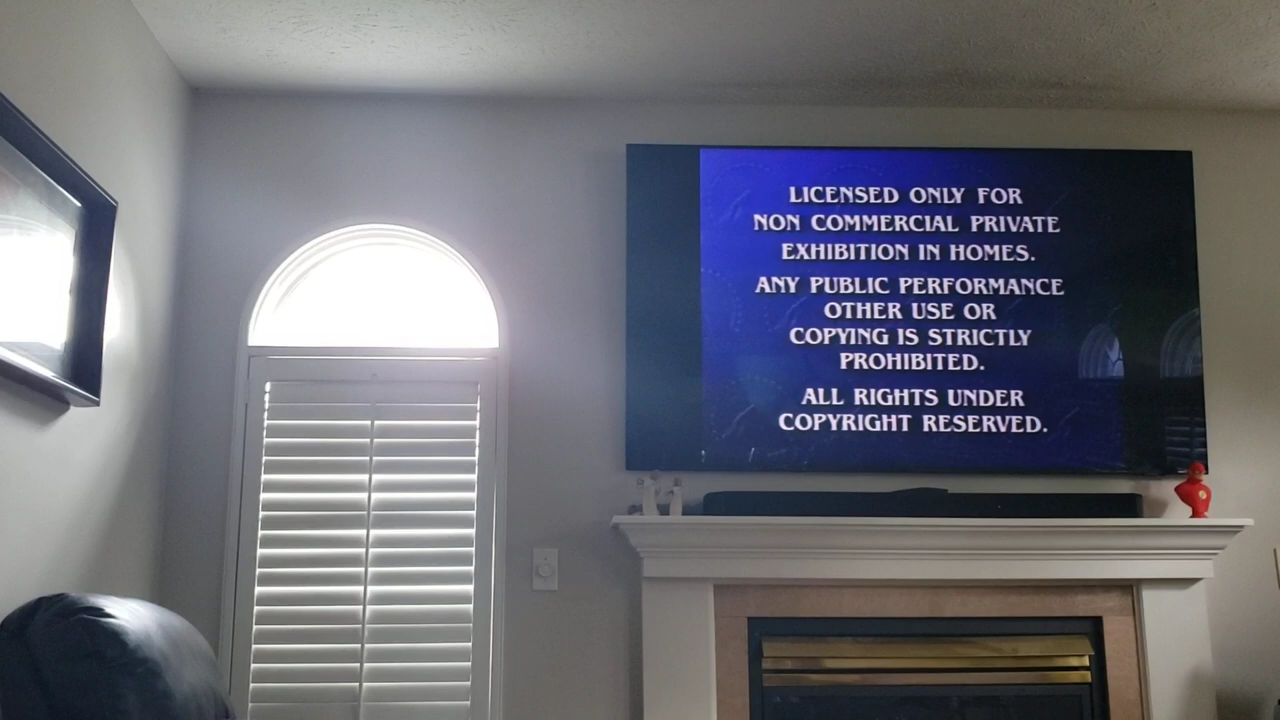 LICENSED ONLY FOR
NON COMMERCIAL PRIVATE
EXHIBITION IN HOMES.
ANY PUBLIC PERFORMANCE
OTHER USE OR
COPYING IS STRICTLY
PROHIBITED.
ALL RIGHTS UNDER
COPYRIGHT RESERVED.